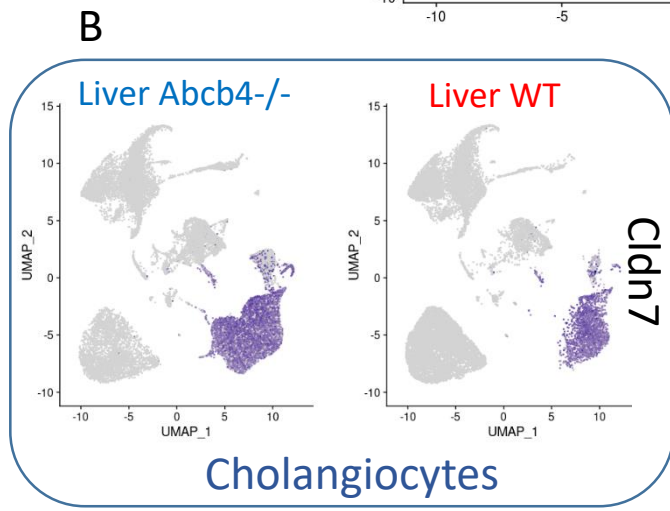 -10 -5
B
Liver Abcb4-/- Liver WT
15 15
10 10
5 5
0 0
-5 -5
-10 -10
UMAP_2 UMAP_2
Cldn7
-10 -5 0 5 10 -10 -5 0 5 10
UMAP_1 UMAP_1
Cholangiocytes